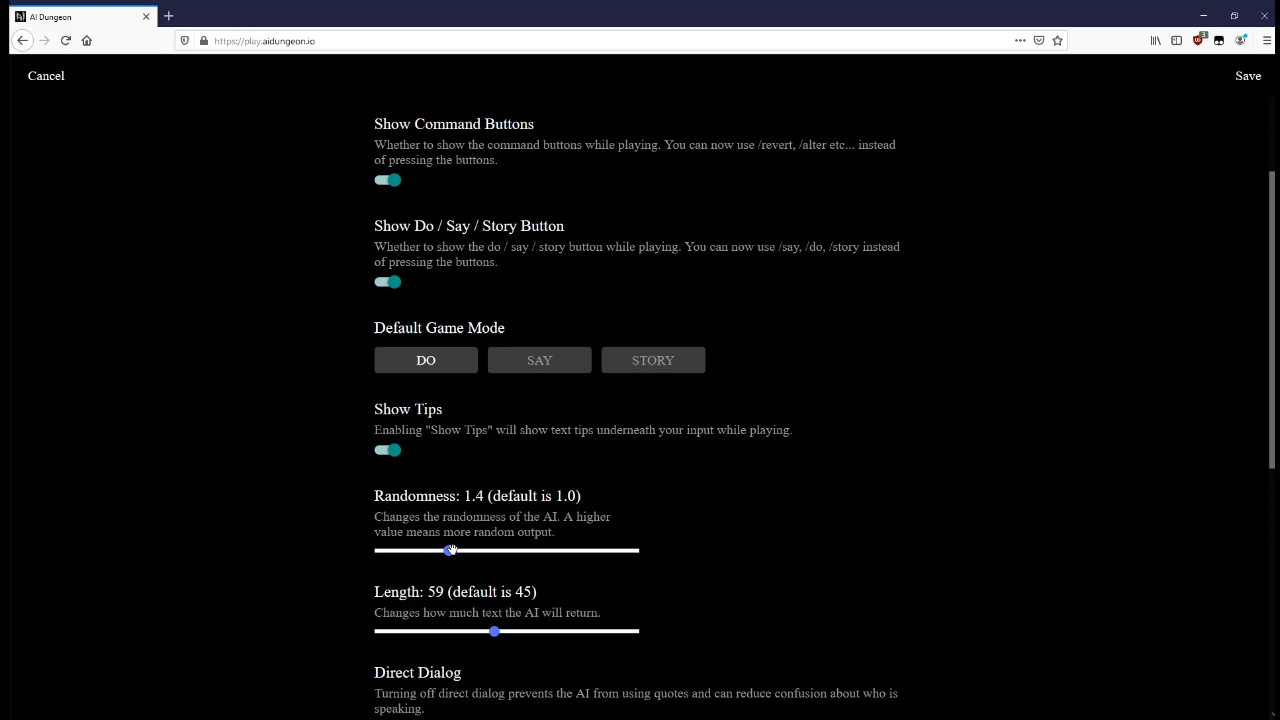 AI Dungeon
https://play.aidungeon.io
Cancel
Save
Show Command Buttons
Whether to show the command buttons while playing. You can now use /revert, /alter etc... instead
of pressing the buttons.
Show Do / Say / Story Button
Whether to show the do / say / story button while playing. You can now use /say, /do, /story instead
of pressing the buttons.
Default Game Mode
DO SAY STORY
Show Tips
Enabling "Show Tips" will show text tips underneath your input while playing.
Randomness: 1.4 (default is 1.0)
Changes the randomness of the AI. A higher
value means more random output.
Length: 59 (default is 45)
Changes how much text the AI will return.
Direct Dialog
Turning off direct dialog prevents the AI from using quotes and can reduce confusion about who is
speaking.